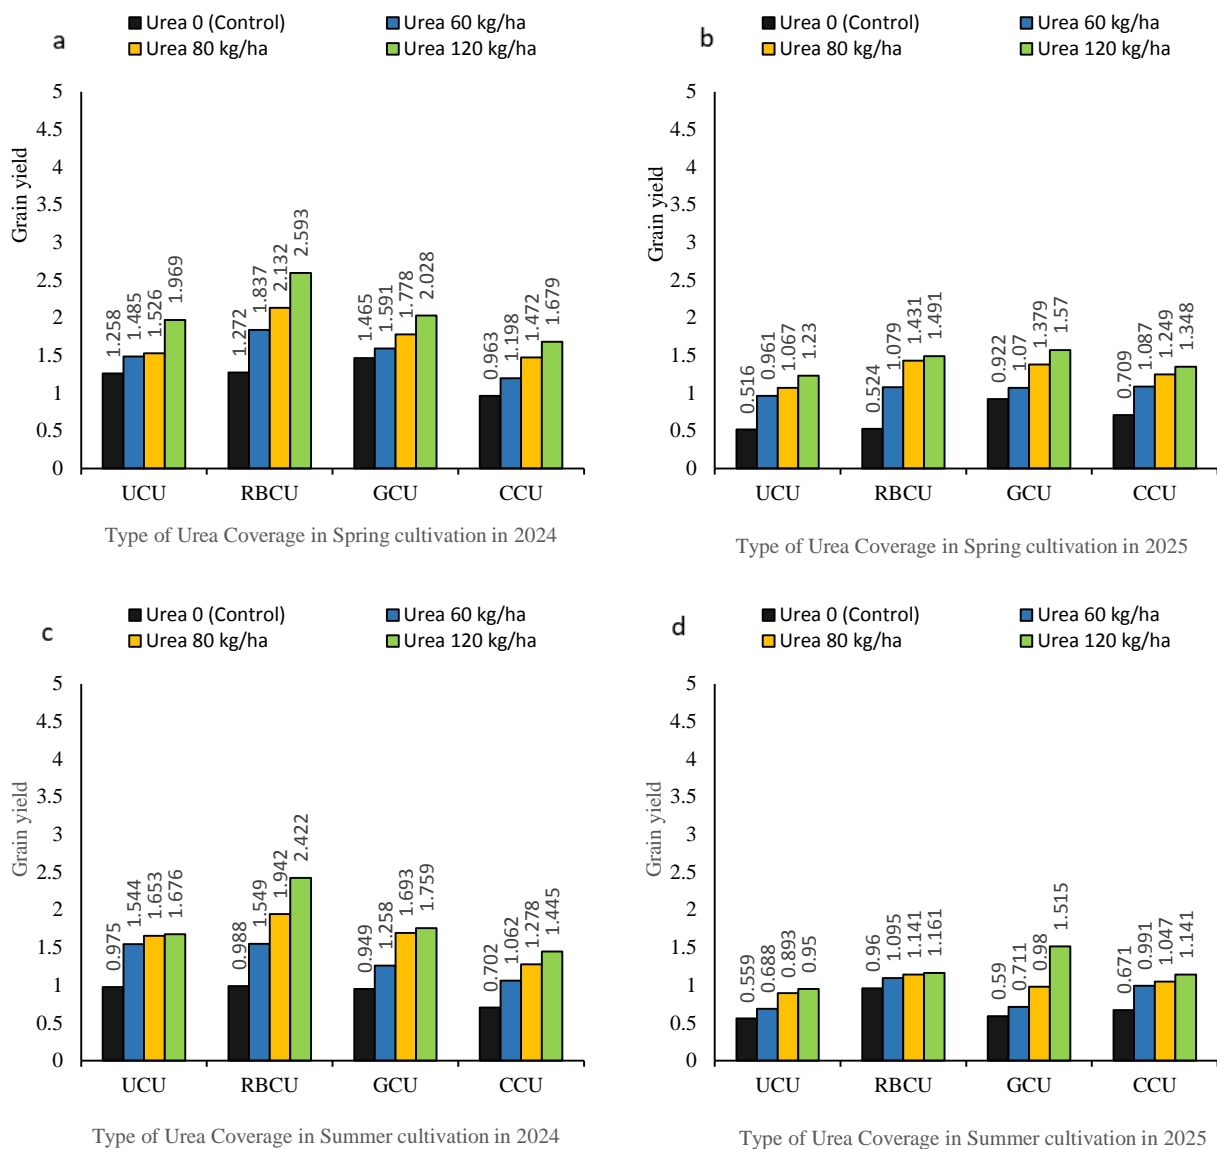 a
Urea 0 (Control) Urea 60 kg/ha
Urea 80 kg/ha Urea 120 kg/ha
Grain yield
5
4.5
4
3.5
3
2.5
2
1.5
1
0.5
0
1.258 1.485 1.526 1.969
1.272 1.837 2.132 2.593
1.465 1.591 1.778 2.028
0.963 1.198 1.472 1.679
UCU RBCU GCU CCU
Type of Urea Coverage in Spring cultivation in 2024
b
Urea 0 (Control) Urea 60 kg/ha
Urea 80 kg/ha Urea 120 kg/ha
Grain yield
5
4.5
4
3.5
3
2.5
2
1.5
1
0.5
0
0.516 0.961 1.067 1.23
0.524 1.079 1.431 1.491
0.922 1.07 1.379 1.57
0.709 1.087 1.249 1.348
UCU RBCU GCU CCU
Type of Urea Coverage in Spring cultivation in 2025
c
Urea 0 (Control) Urea 60 kg/ha
Urea 80 kg/ha Urea 120 kg/ha
Grain yield
5
4.5
4
3.5
3
2.5
2
1.5
1
0.5
0
0.975 1.544 1.653 1.676
0.988 1.549 1.942 2.422
0.949 1.258 1.693 1.759
0.702 1.062 1.278 1.445
UCU RBCU GCU CCU
Type of Urea Coverage in Summer cultivation in 2024
d
Urea 0 (Control) Urea 60 kg/ha
Urea 80 kg/ha Urea 120 kg/ha
Grain yield
5
4.5
4
3.5
3
2.5
2
1.5
1
0.5
0
0.559 0.688 0.893 0.95
0.96 1.095 1.141 1.161
0.59 0.711 0.98 1.515
0.671 0.991 1.047 1.141
UCU RBCU GCU CCU
Type of Urea Coverage in Summer cultivation in 2025